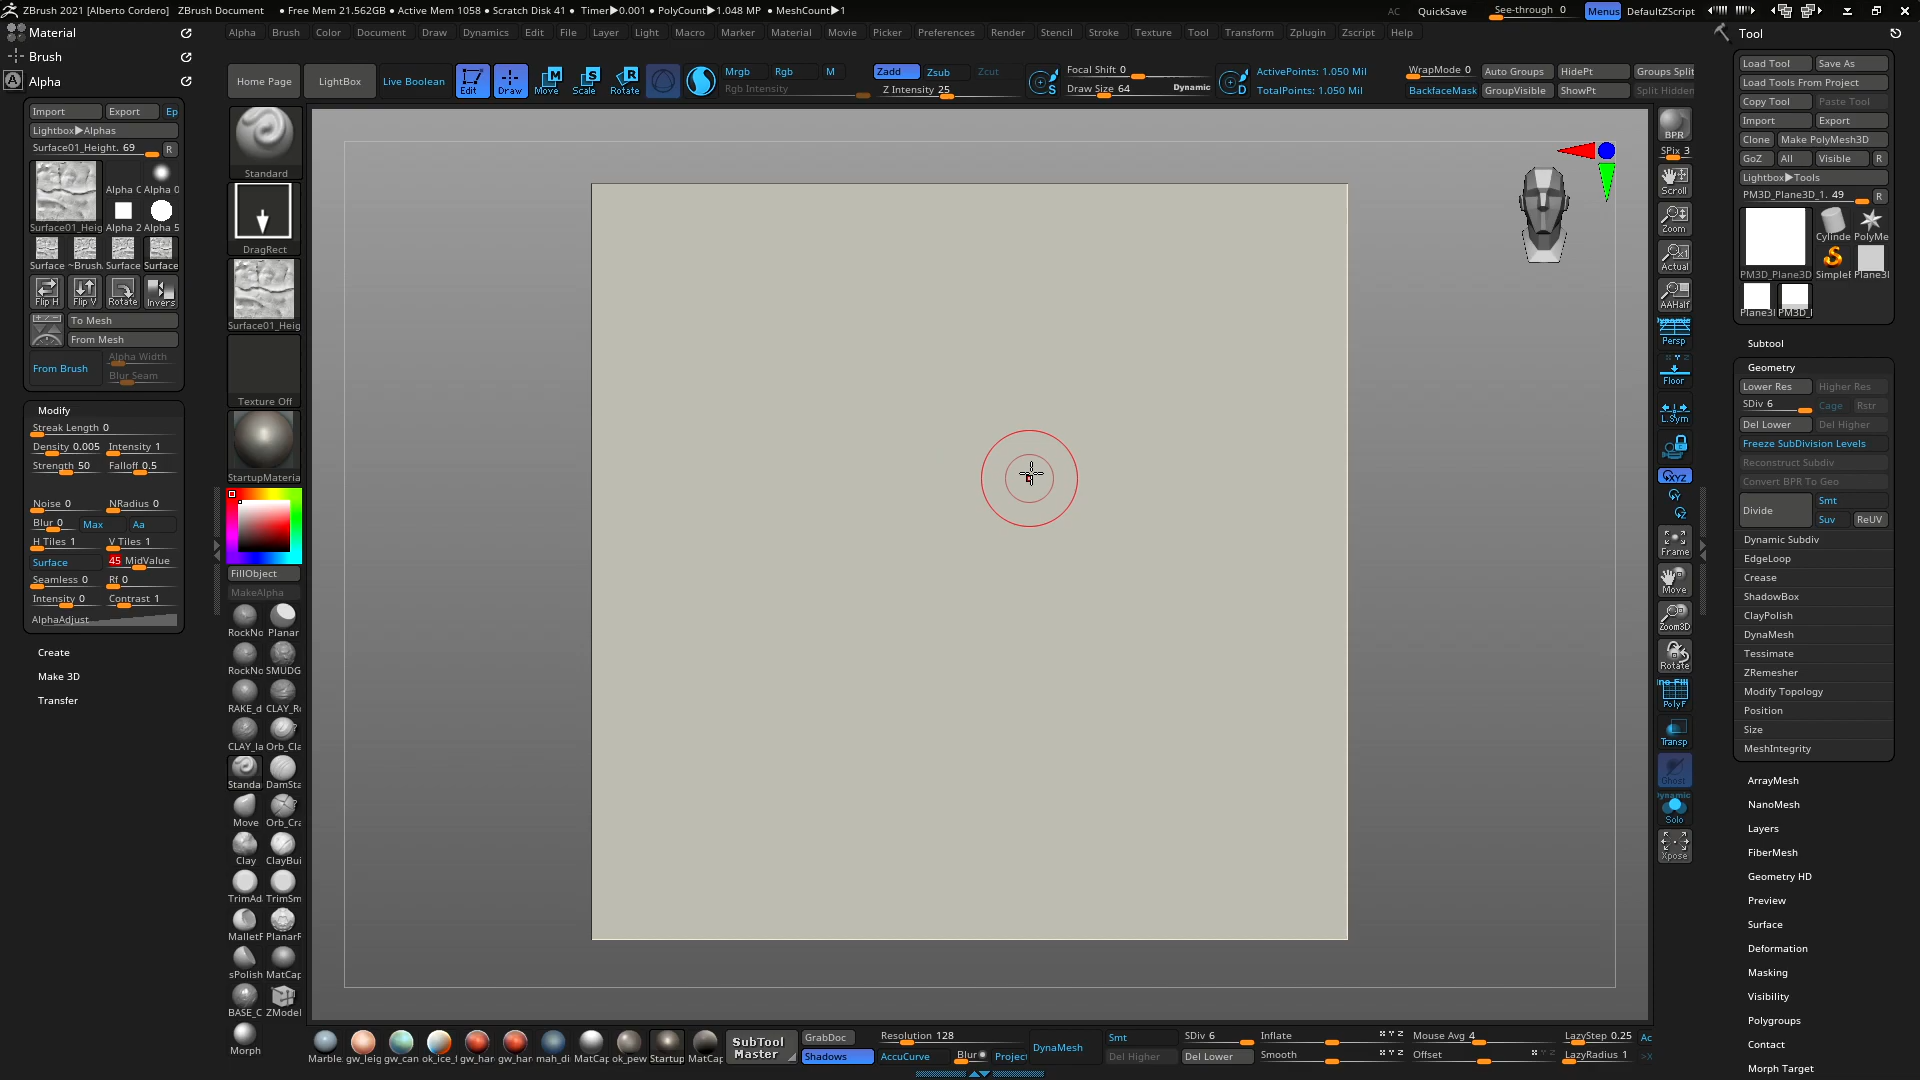 ZBrush 2021 [Alberto Cordero] ZBrush Document • Free Mem 21.562GB • Active Mem 1058 • Scratch Disk 41 • Timer▶0.001 • PolyCount▶1.048 MP • MeshCount▶1 AC QuickSave See-through 0 Menus DefaultZScript
Material
Brush
Alpha
Alpha Brush Color Document Draw Dynamics Edit File Layer Light Macro Marker Material Movie Picker Preferences Render Stencil Stroke Texture Tool Transform Zplugin Zscript Help
Home Page
LightBox
Live Boolean
Edit
Draw
Move
Scale
Rotate
Mrgb Rgb M
Rgb Intensity
Zadd Zsub Zcut
Z Intensity 25
S
Focal Shift 0
Draw Size 64 Dynamic
D
ActivePoints: 1.050 Mil
TotalPoints: 1.050 Mil
WrapMode 0 Auto Groups HidePt Groups Split
BackfaceMask GroupVisible ShowPt Split Hidden
Import Export Ep
Lightbox▶Alphas
Surface01_Height. 69 R
Alpha C Alpha 0
Surface01_Heig Alpha 2 Alpha 5
Surface ~Brush. Surface Surface
Flip H Flip V Rotate Invers
To Mesh
From Mesh
From Brush
Alpha Width
Blur Seam
Modify
Streak Length 0
Density 0.005 Intensity 1
Strength 50 Falloff 0.5
Noise 0 NRadius 0
Blur 0 Max Aa
H Tiles 1 V Tiles 1
Surface 45 MidValue
Seamless 0 Rf 0
Intensity 0 Contrast 1
AlphaAdjust
Create
Make 3D
Transfer
Standard
DragRect
Surface01_Heig
Texture Off
StartupMateria
FillObject
MakeAlpha
RockNo Planar
RockNo SMUDG
RAKE_d CLAY_R
CLAY_la Orb_Cla
Standa DamSta
Move Orb_Cra
Clay ClayBui
TrimAd TrimSm
MalletF PlanarF
sPolish MatCap
BASE_C ZModel
Morph
BPR
SPix 3
Scroll
Zoom
Actual
AAHalf
Dynamic
Persp
Floor
L.Sym
XYZ
Y
Z
Frame
Move
Zoom3D
Rotate
PolyF
Transp
Ghost
Dynamic
Solo
Xpose
Tool
Load Tool Save As
Load Tools From Project
Copy Tool Paste Tool
Import Export
Clone Make PolyMesh3D
GoZ All Visible R
Lightbox▶Tools
PM3D_Plane3D_1. 49 R
Cylinde PolyMe
PM3D_Plane3D SimpleE Plane3I
Plane3I PM3D_I
Subtool
Geometry
Lower Res Higher Res
SDiv 6 Cage Rstr
Del Lower Del Higher
Freeze SubDivision Levels
Reconstruct Subdiv
Convert BPR To Geo
Divide Smt
Suv ReUV
Dynamic Subdiv
EdgeLoop
Crease
ShadowBox
ClayPolish
DynaMesh
Tessimate
ZRemesher
Modify Topology
Position
Size
MeshIntegrity
ArrayMesh
NanoMesh
Layers
FiberMesh
Geometry HD
Preview
Surface
Deformation
Masking
Visibility
Polygroups
Contact
Morph Target
Marble. gw_leig gw_can ok_ice_f gw_har gw_har mah_di MatCap ok_pew Startup MatCap
SubTool Master
GrabDoc
Shadows
Resolution 128
AccuCurve Blur Project
DynaMesh
Smt
Del Higher
SDiv 6
Del Lower
Inflate
Smooth
Mouse Avg 4
Offset
LazyStep 0.25
LazyRadius 1
Ac